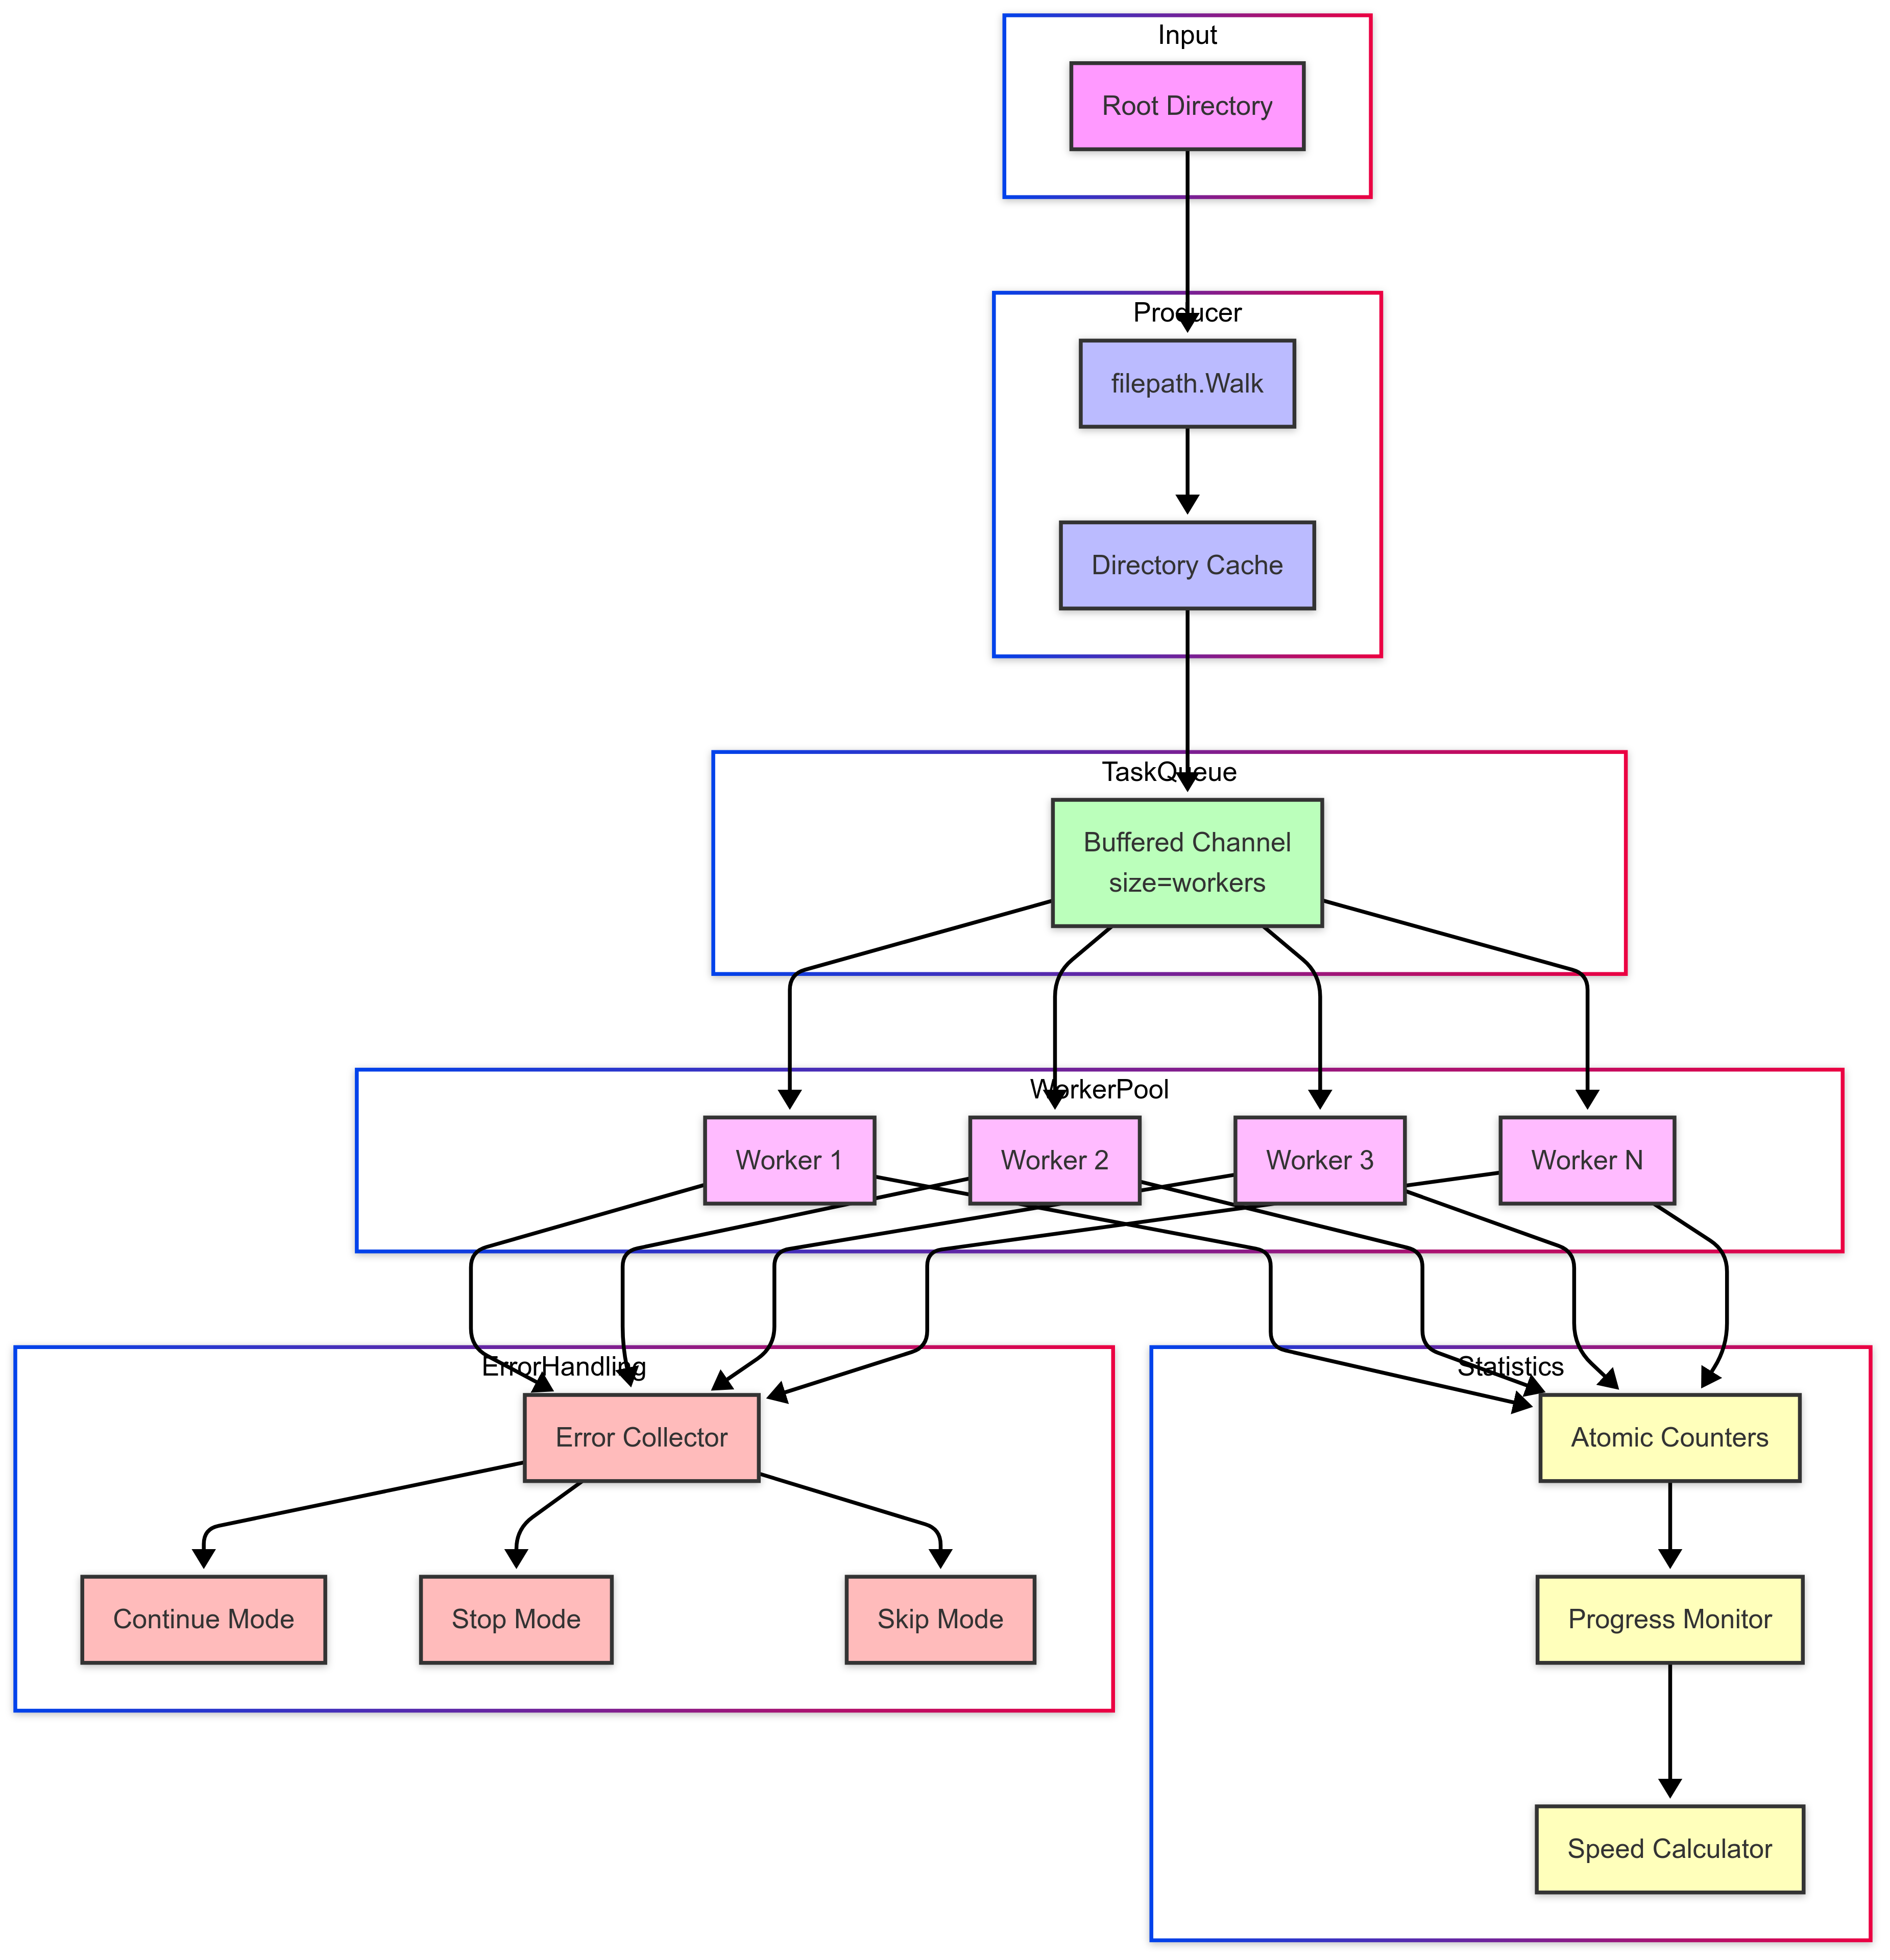 Input
Root Directory
Producer
filepath.Walk
Directory Cache
TaskQueue
Buffered Channel
size=workers
WorkerPool
Worker 1
Worker 2
Worker 3
Worker N
ErrorHandling
Statistics
Error Collector
Atomic Counters
Continue Mode
Stop Mode
Skip Mode
Progress Monitor
Speed Calculator